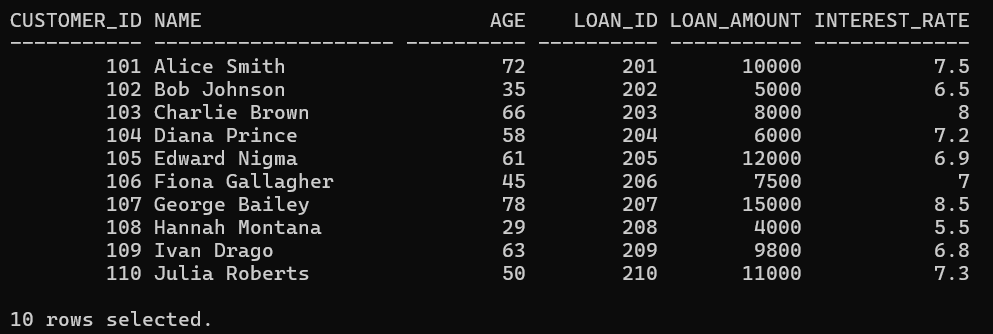 CUSTOMER_ID NAME                        AGE    LOAN_ID LOAN_AMOUNT INTEREST_RATE
----------- -------------------- ---------- ---------- ----------- -------------
        101 Alice Smith                  72        201       10000           7.5
        102 Bob Johnson                  35        202        5000           6.5
        103 Charlie Brown                66        203        8000             8
        104 Diana Prince                 58        204        6000           7.2
        105 Edward Nigma                 61        205       12000           6.9
        106 Fiona Gallagher              45        206        7500             7
        107 George Bailey                78        207       15000           8.5
        108 Hannah Montana               29        208        4000           5.5
        109 Ivan Drago                   63        209        9800           6.8
        110 Julia Roberts                50        210       11000           7.3

10 rows selected.